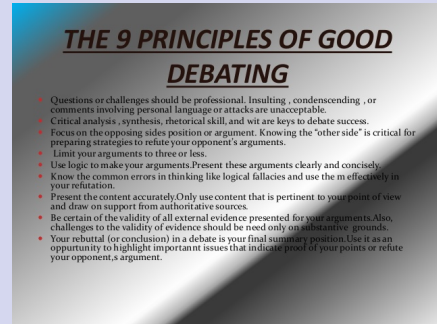 THE 9 PRINCIPLES OF GOOD
DEBATING
• Questions or challenges should be professional. Insulting , condenscending , or
comments involving personal language or attacks are unacceptable.
• Critical analysis , synthesis, rhetorical skill, and wit are keys to debate success.
• Focus on the opposing sides position or argument. Knowing the “other side” is critical for
preparing strategies to refute your opponent's arguments.
• Limit your arguments to three or less.
• Use logic to make your arguments.Present these arguments clearly and concisely.
• Know the common errors in thinking like logical fallacies and use the m effectively in
your refutation.
• Present the content accurately.Only use content that is pertinent to your point of view
and draw on support from authoritative sources.
• Be certain of the validity of all external evidence presented for your arguments.Also,
challenges to the validity of evidence should be need only on substantive grounds.
• Your rebuttal (or conclusion) in a debate is your final summary position.Use it as an
oppurtunity to highlight importannt issues that indicate proof of your points or refute
your opponent,s argument.